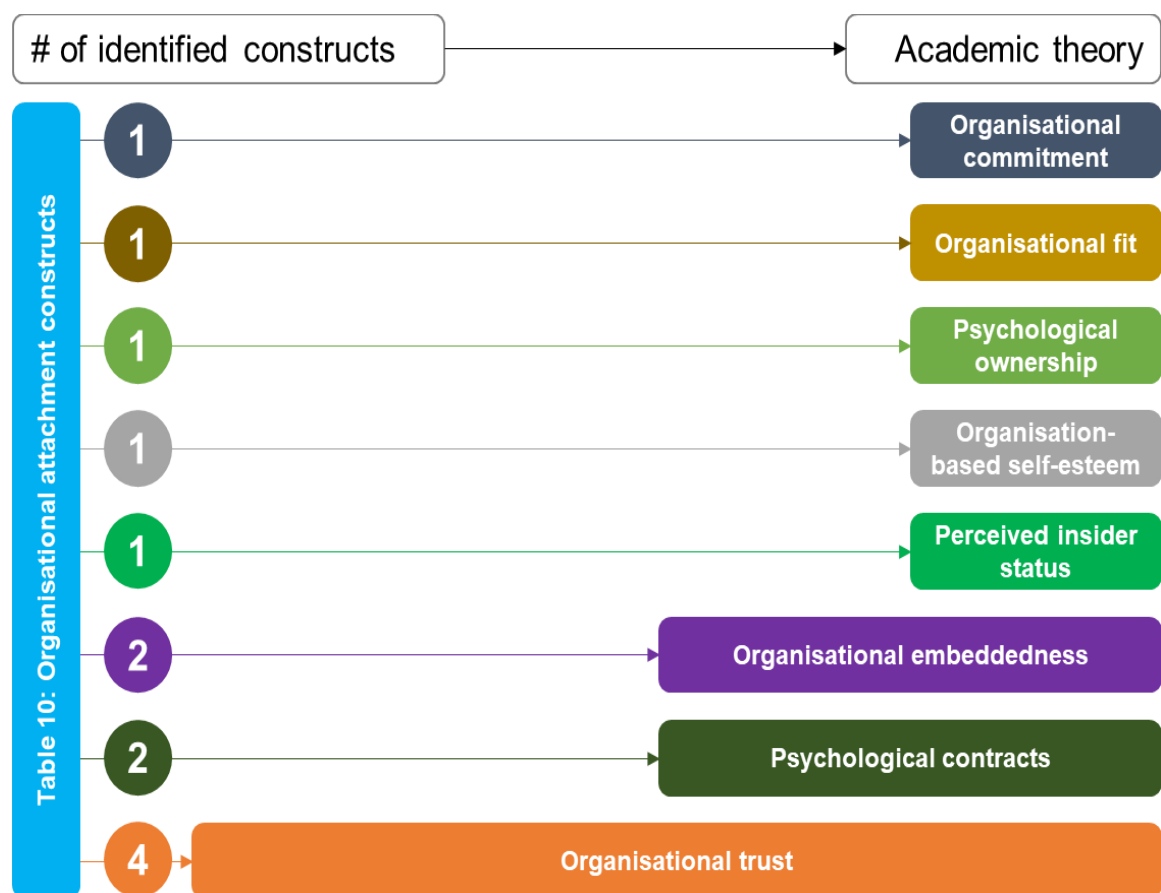 # of identified constructs
Academic theory
Table 10: Organisational attachment constructs
1
Organisational
commitment
1
Organisational fit
1
Psychological
ownership
1
Organisation-
based self-esteem
1
Perceived insider
status
2
Organisational embeddedness
2
Psychological contracts
4
Organisational trust